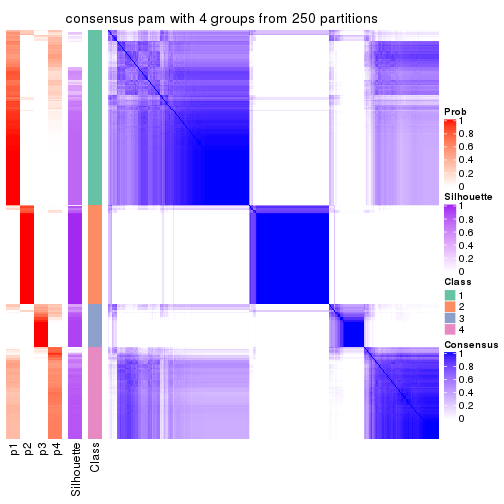 consensus pam with 4 groups from 250 partitions
Prob
1
0.8
0.6
0.4
0.2
0
Silhouette
1
0.8
0.6
0.4
0.2
0
Class
1
2
3
4
Consensus
1
0.8
0.6
0.4
0.2
0
p1
p2
p3
p4
Silhouette
Class